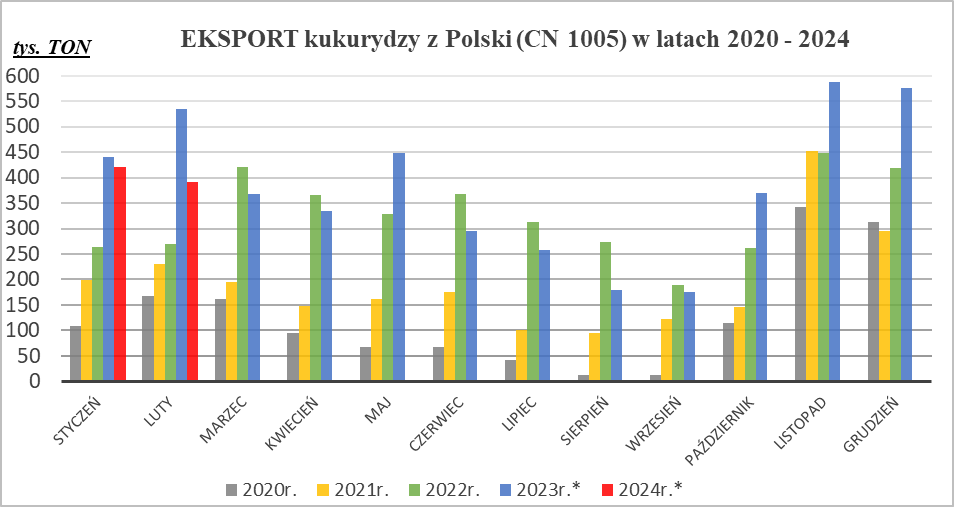 EKSPORT kukurydzy z Polski (CN 1005) w latach 2020 - 2024
tys. TON
600
550
500
450
400
350
300
250
200
150
100
50
0
STYCZEŃ
LUTY
MARZEC
KWIECIEŃ
MAJ
CZERWIEC
LIPIEC
SIERPIEŃ
WRZESIEŃ
PAŹDZIERNIK
LISTOPAD
GRUDZIEŃ
2020r. 2021r. 2022r. 2023r.* 2024r.*